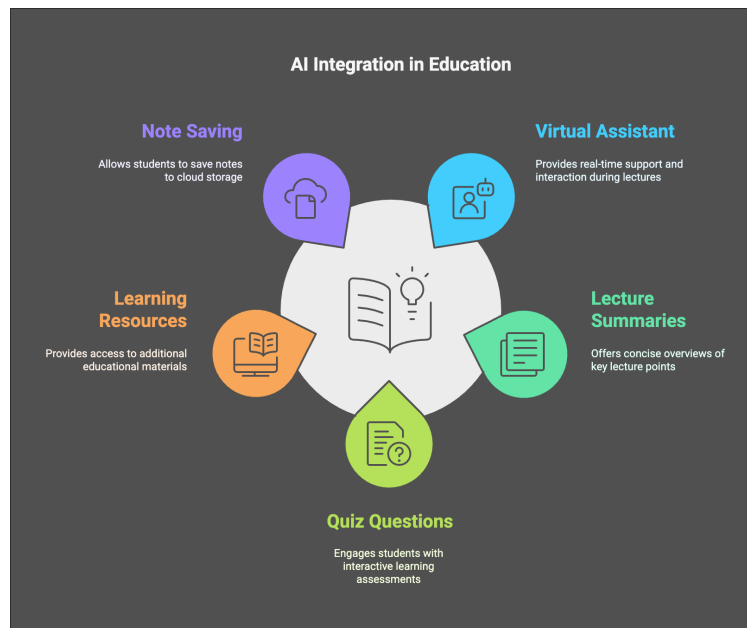 AI Integration in Education
Note Saving
Allows students to save notes
to cloud storage
Virtual Assistant
Provides real-time support and
interaction during lectures
Learning
Resources
Provides access to additional
educational materials
Lecture
Summaries
Offers concise overviews of
key lecture points
?
Quiz Questions
Engages students with
interactive learning
assessments